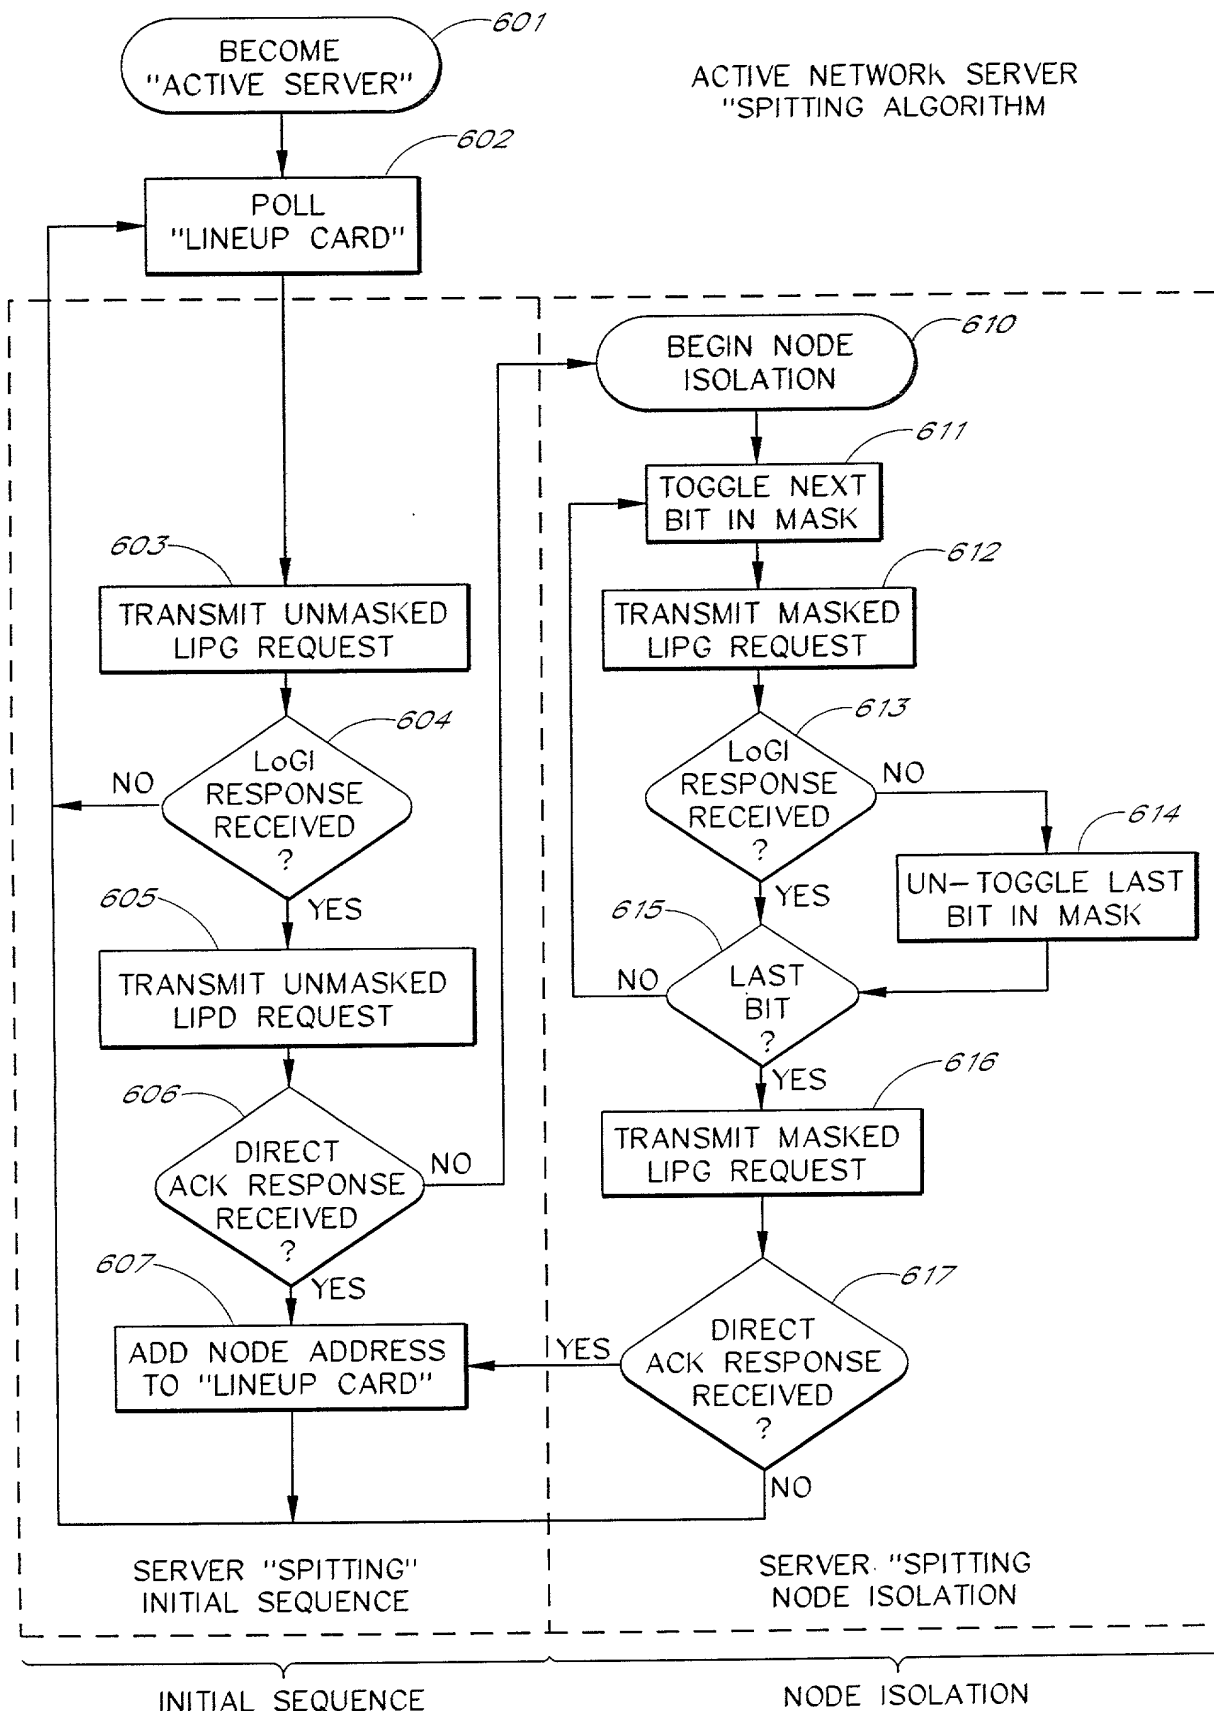 601
BECOME
"ACTIVE SERVER"
ACTIVE NETWORK SERVER
"SPITTING ALGORITHM
602
POLL
"LINEUP CARD"
603
TRANSMIT UNMASKED
LIPG REQUEST
604
LoGI
RESPONSE
RECEIVED
?
NO
YES
605
TRANSMIT UNMASKED
LIPD REQUEST
606
DIRECT
ACK RESPONSE
RECEIVED
?
NO
YES
607
ADD NODE ADDRESS
TO "LINEUP CARD"
SERVER "SPITTING"
INITIAL SEQUENCE
INITIAL SEQUENCE
610
BEGIN NODE
ISOLATION
611
TOGGLE NEXT
BIT IN MASK
612
TRANSMIT MASKED
LIPG REQUEST
613
LoGI
RESPONSE
RECEIVED
?
NO
YES
614
UN-TOGGLE LAST
BIT IN MASK
615
LAST
BIT
?
NO
YES
616
TRANSMIT MASKED
LIPG REQUEST
617
DIRECT
ACK RESPONSE
RECEIVED
?
YES
NO
SERVER "SPITTING
NODE ISOLATION
NODE ISOLATION